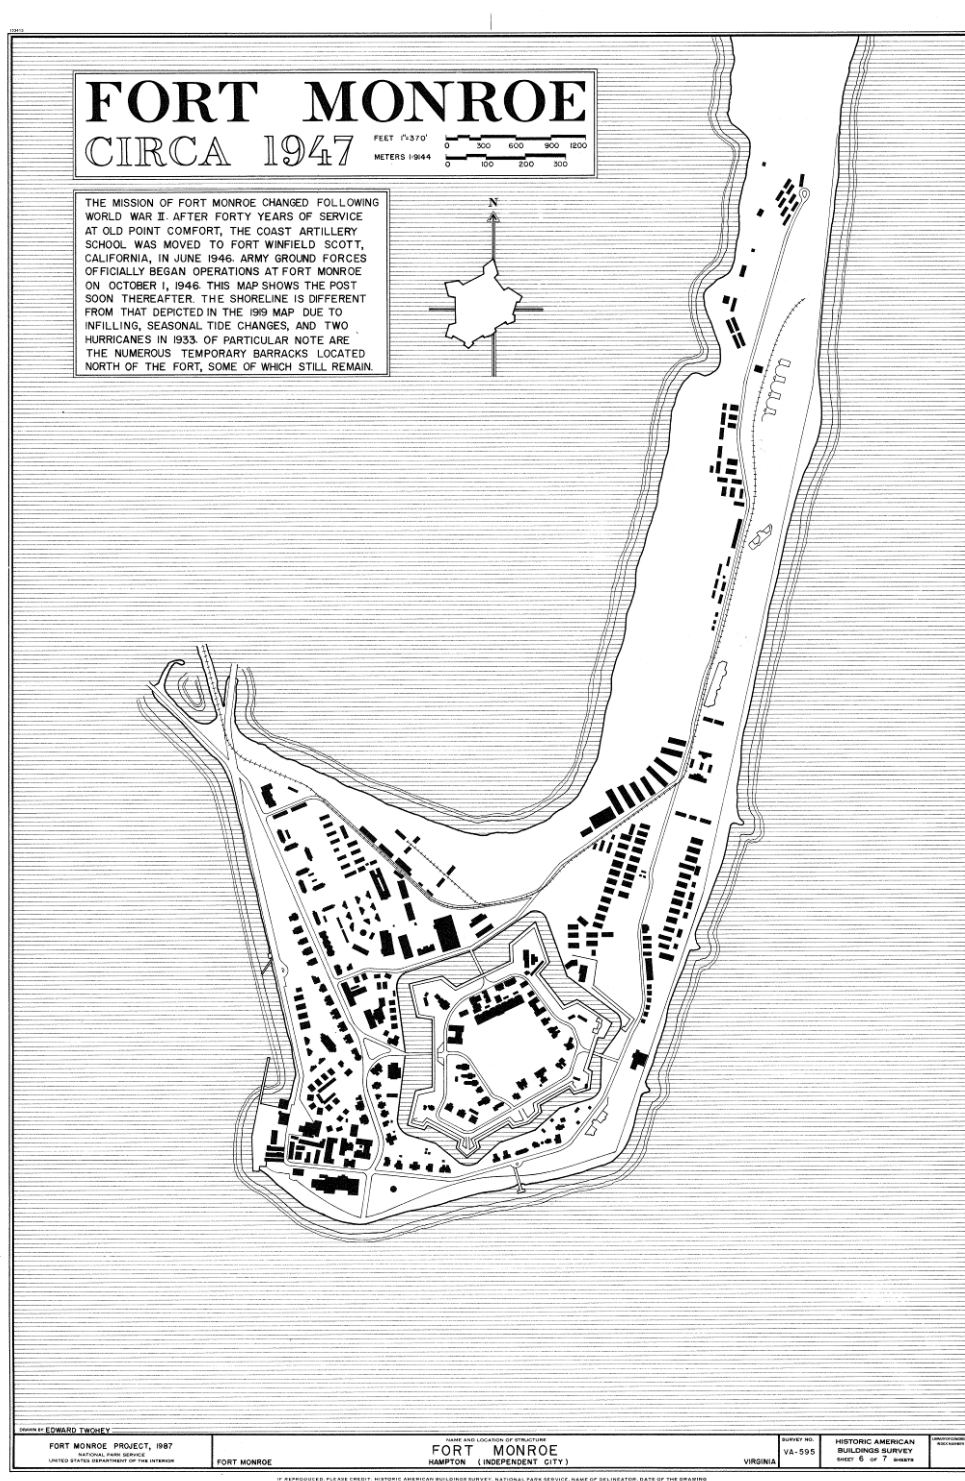 FORT MONROE
CIRCA 1947
FEET 1"=370'
0 300 600 900 1200
METERS 1:9144
0 100 200 300
THE MISSION OF FORT MONROE CHANGED FOLLOWING
WORLD WAR II. AFTER FORTY YEARS OF SERVICE
AT OLD POINT COMFORT, THE COAST ARTILLERY
SCHOOL WAS MOVED TO FORT WINFIELD SCOTT,
CALIFORNIA, IN JUNE 1946. ARMY GROUND FORCES
OFFICIALLY BEGAN OPERATIONS AT FORT MONROE
ON OCTOBER 1, 1946. THIS MAP SHOWS THE POST
SOON THEREAFTER. THE SHORELINE IS DIFFERENT
FROM THAT DEPICTED IN THE 1919 MAP DUE TO
INFILLING, SEASONAL TIDE CHANGES, AND TWO
HURRICANES IN 1933. OF PARTICULAR NOTE ARE
THE NUMEROUS TEMPORARY BARRACKS LOCATED
NORTH OF THE FORT, SOME OF WHICH STILL REMAIN.
N
DRAWN BY EDWARD TWOHEY
FORT MONROE PROJECT, 1987
NATIONAL PARK SERVICE
UNITED STATES DEPARTMENT OF THE INTERIOR
FORT MONROE
NAME AND LOCATION OF STRUCTURE
FORT MONROE
HAMPTON (INDEPENDENT CITY)
VIRGINIA
SURVEY NO.
VA-595
HISTORIC AMERICAN
BUILDINGS SURVEY
SHEET 6 OF 7 SHEETS
IF REPRODUCED, PLEASE CREDIT: HISTORIC AMERICAN BUILDINGS SURVEY, NATIONAL PARK SERVICE, NAME OF DELINEATOR, DATE OF THE DRAWING